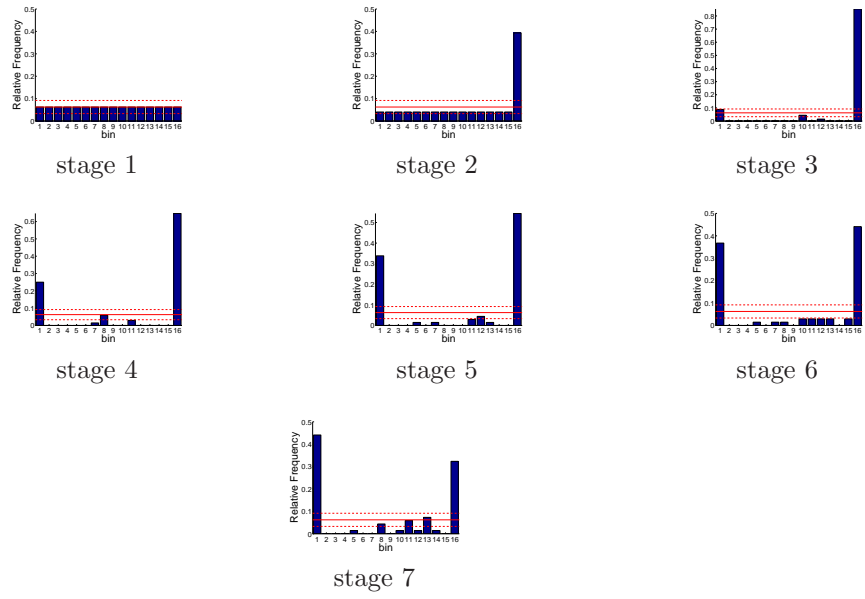 0.5
0.4
0.3
0.2
0.1
0
Relative Frequency
1 2 3 4 5 6 7 8 9 10 11 12 13 14 15 16
bin
stage 1
0.5
0.4
0.3
0.2
0.1
0
Relative Frequency
1 2 3 4 5 6 7 8 9 10 11 12 13 14 15 16
bin
stage 2
0.8
0.7
0.6
0.5
0.4
0.3
0.2
0.1
0
Relative Frequency
1 2 3 4 5 6 7 8 9 10 11 12 13 14 15 16
bin
stage 3
0.6
0.5
0.4
0.3
0.2
0.1
0
Relative Frequency
1 2 3 4 5 6 7 8 9 10 11 12 13 14 15 16
bin
stage 4
0.5
0.4
0.3
0.2
0.1
0
Relative Frequency
1 2 3 4 5 6 7 8 9 10 11 12 13 14 15 16
bin
stage 5
0.5
0.4
0.3
0.2
0.1
0
Relative Frequency
1 2 3 4 5 6 7 8 9 10 11 12 13 14 15 16
bin
stage 6
0.5
0.4
0.3
0.2
0.1
0
Relative Frequency
1 2 3 4 5 6 7 8 9 10 11 12 13 14 15 16
bin
stage 7